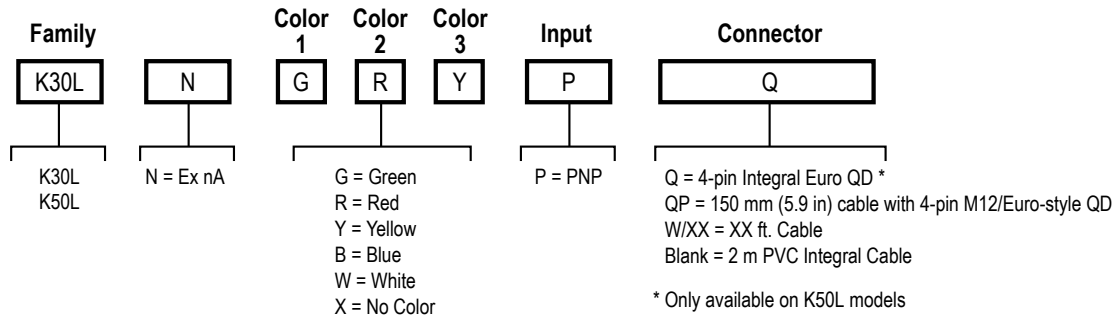 Family
Color 1
Color 2
Color 3
Input
Connector
K30L
N
G
R
Y
P
Q
K30L
K50L
N = Ex nA
G = Green
R = Red
Y = Yellow
B = Blue
W = White
X = No Color
P = PNP
Q = 4-pin Integral Euro QD *
QP = 150 mm (5.9 in) cable with 4-pin M12/Euro-style QD
W/XX = XX ft. Cable
Blank = 2 m PVC Integral Cable
* Only available on K50L models